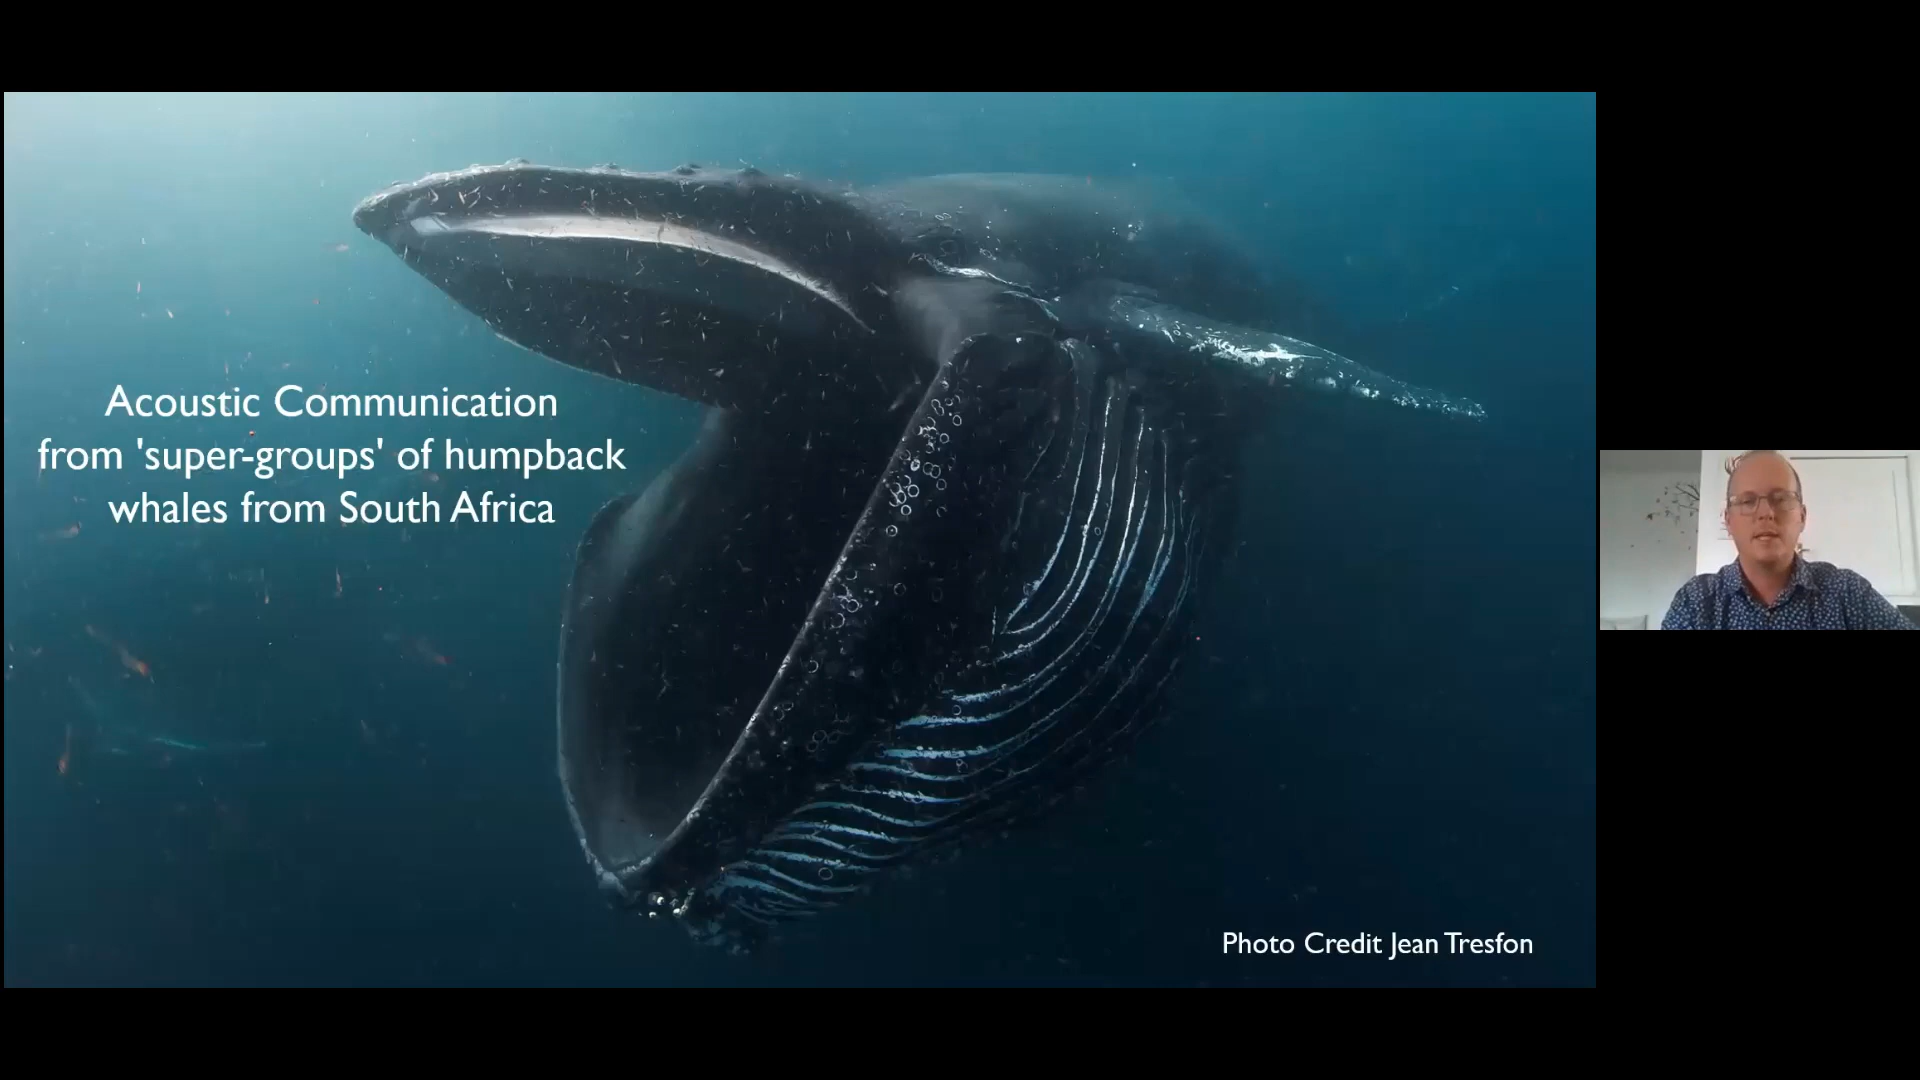 Acoustic Communication
from 'super-groups' of humpback
whales from South Africa
Photo Credit Jean Tresfon